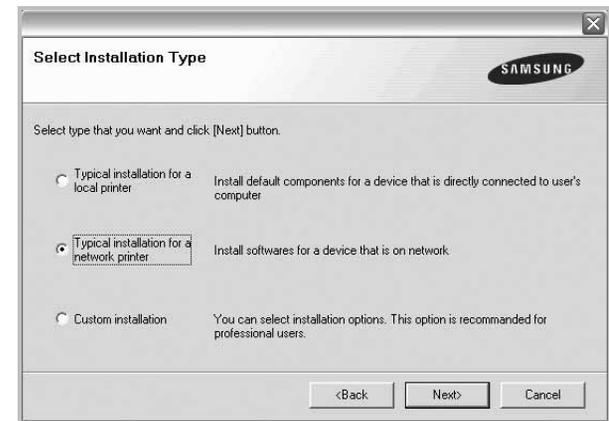 Select Installation Type
SAMSUNG
Select type that you want and click [Next] button.
Typical installation for a
local printer
Install default components for a device that is directly connected to user's
computer
Typical installation for a
network printer
Install softwares for a device that is on network
Custom installation
You can select installation options. This option is recommanded for
professional users.
<Back
Next>
Cancel